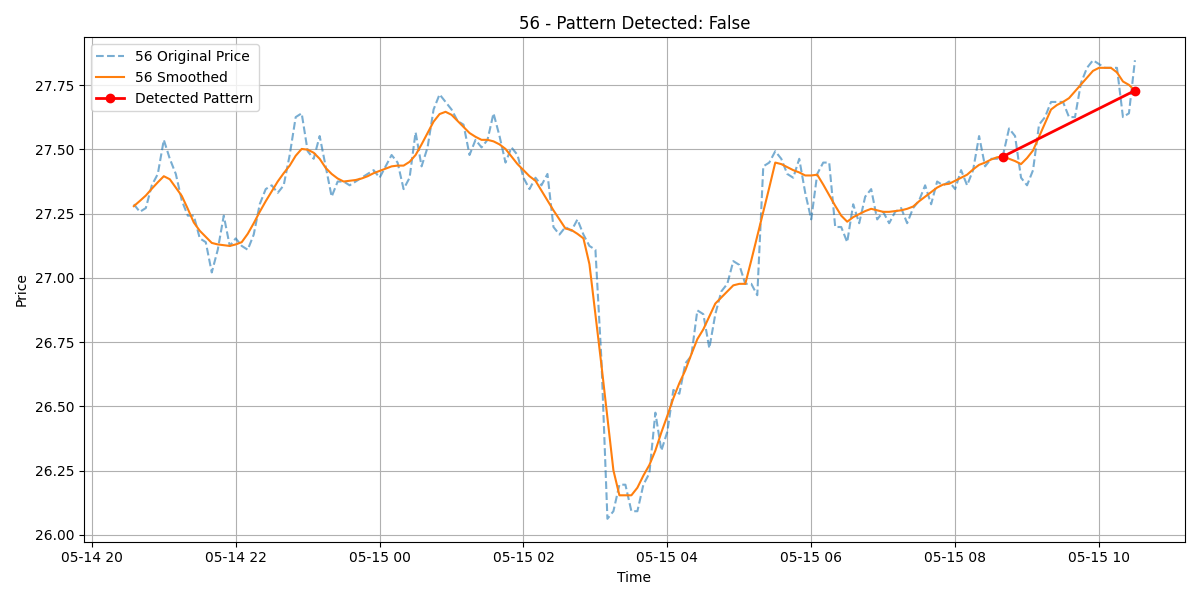 56 - Pattern Detected: False
56 Original Price
56 Smoothed
Detected Pattern
Price
27.75
27.50
27.25
27.00
26.75
26.50
26.25
26.00
05-14 20
05-14 22
05-15 00
05-15 02
05-15 04
05-15 06
05-15 08
05-15 10
Time